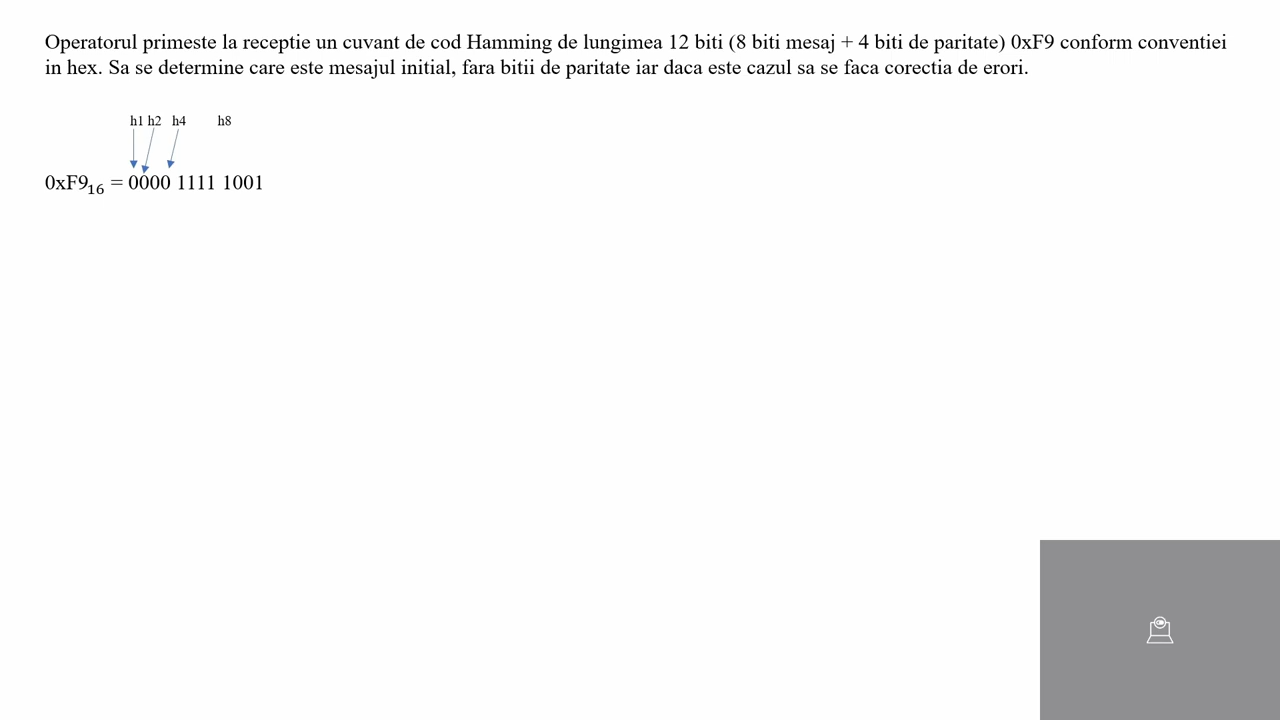 Operatorul primeste la receptie un cuvant de cod Hamming de lungimea 12 biti (8 biti mesaj + 4 biti de paritate) 0xF9 conform conventiei
in hex. Sa se determine care este mesajul initial, fara bitii de paritate iar daca este cazul sa se faca corectia de erori.
h1 h2 h4 h8
0xF9₁₆ = 0000 1111 1001